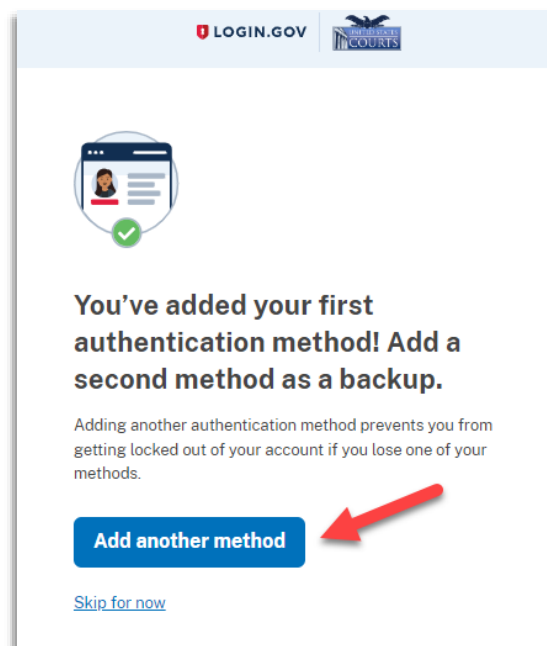 LOGIN.GOV
UNITED STATES
COURTS
You’ve added your first
authentication method! Add a
second method as a backup.
Adding another authentication method prevents you from
getting locked out of your account if you lose one of your
methods.
Add another method
Skip for now